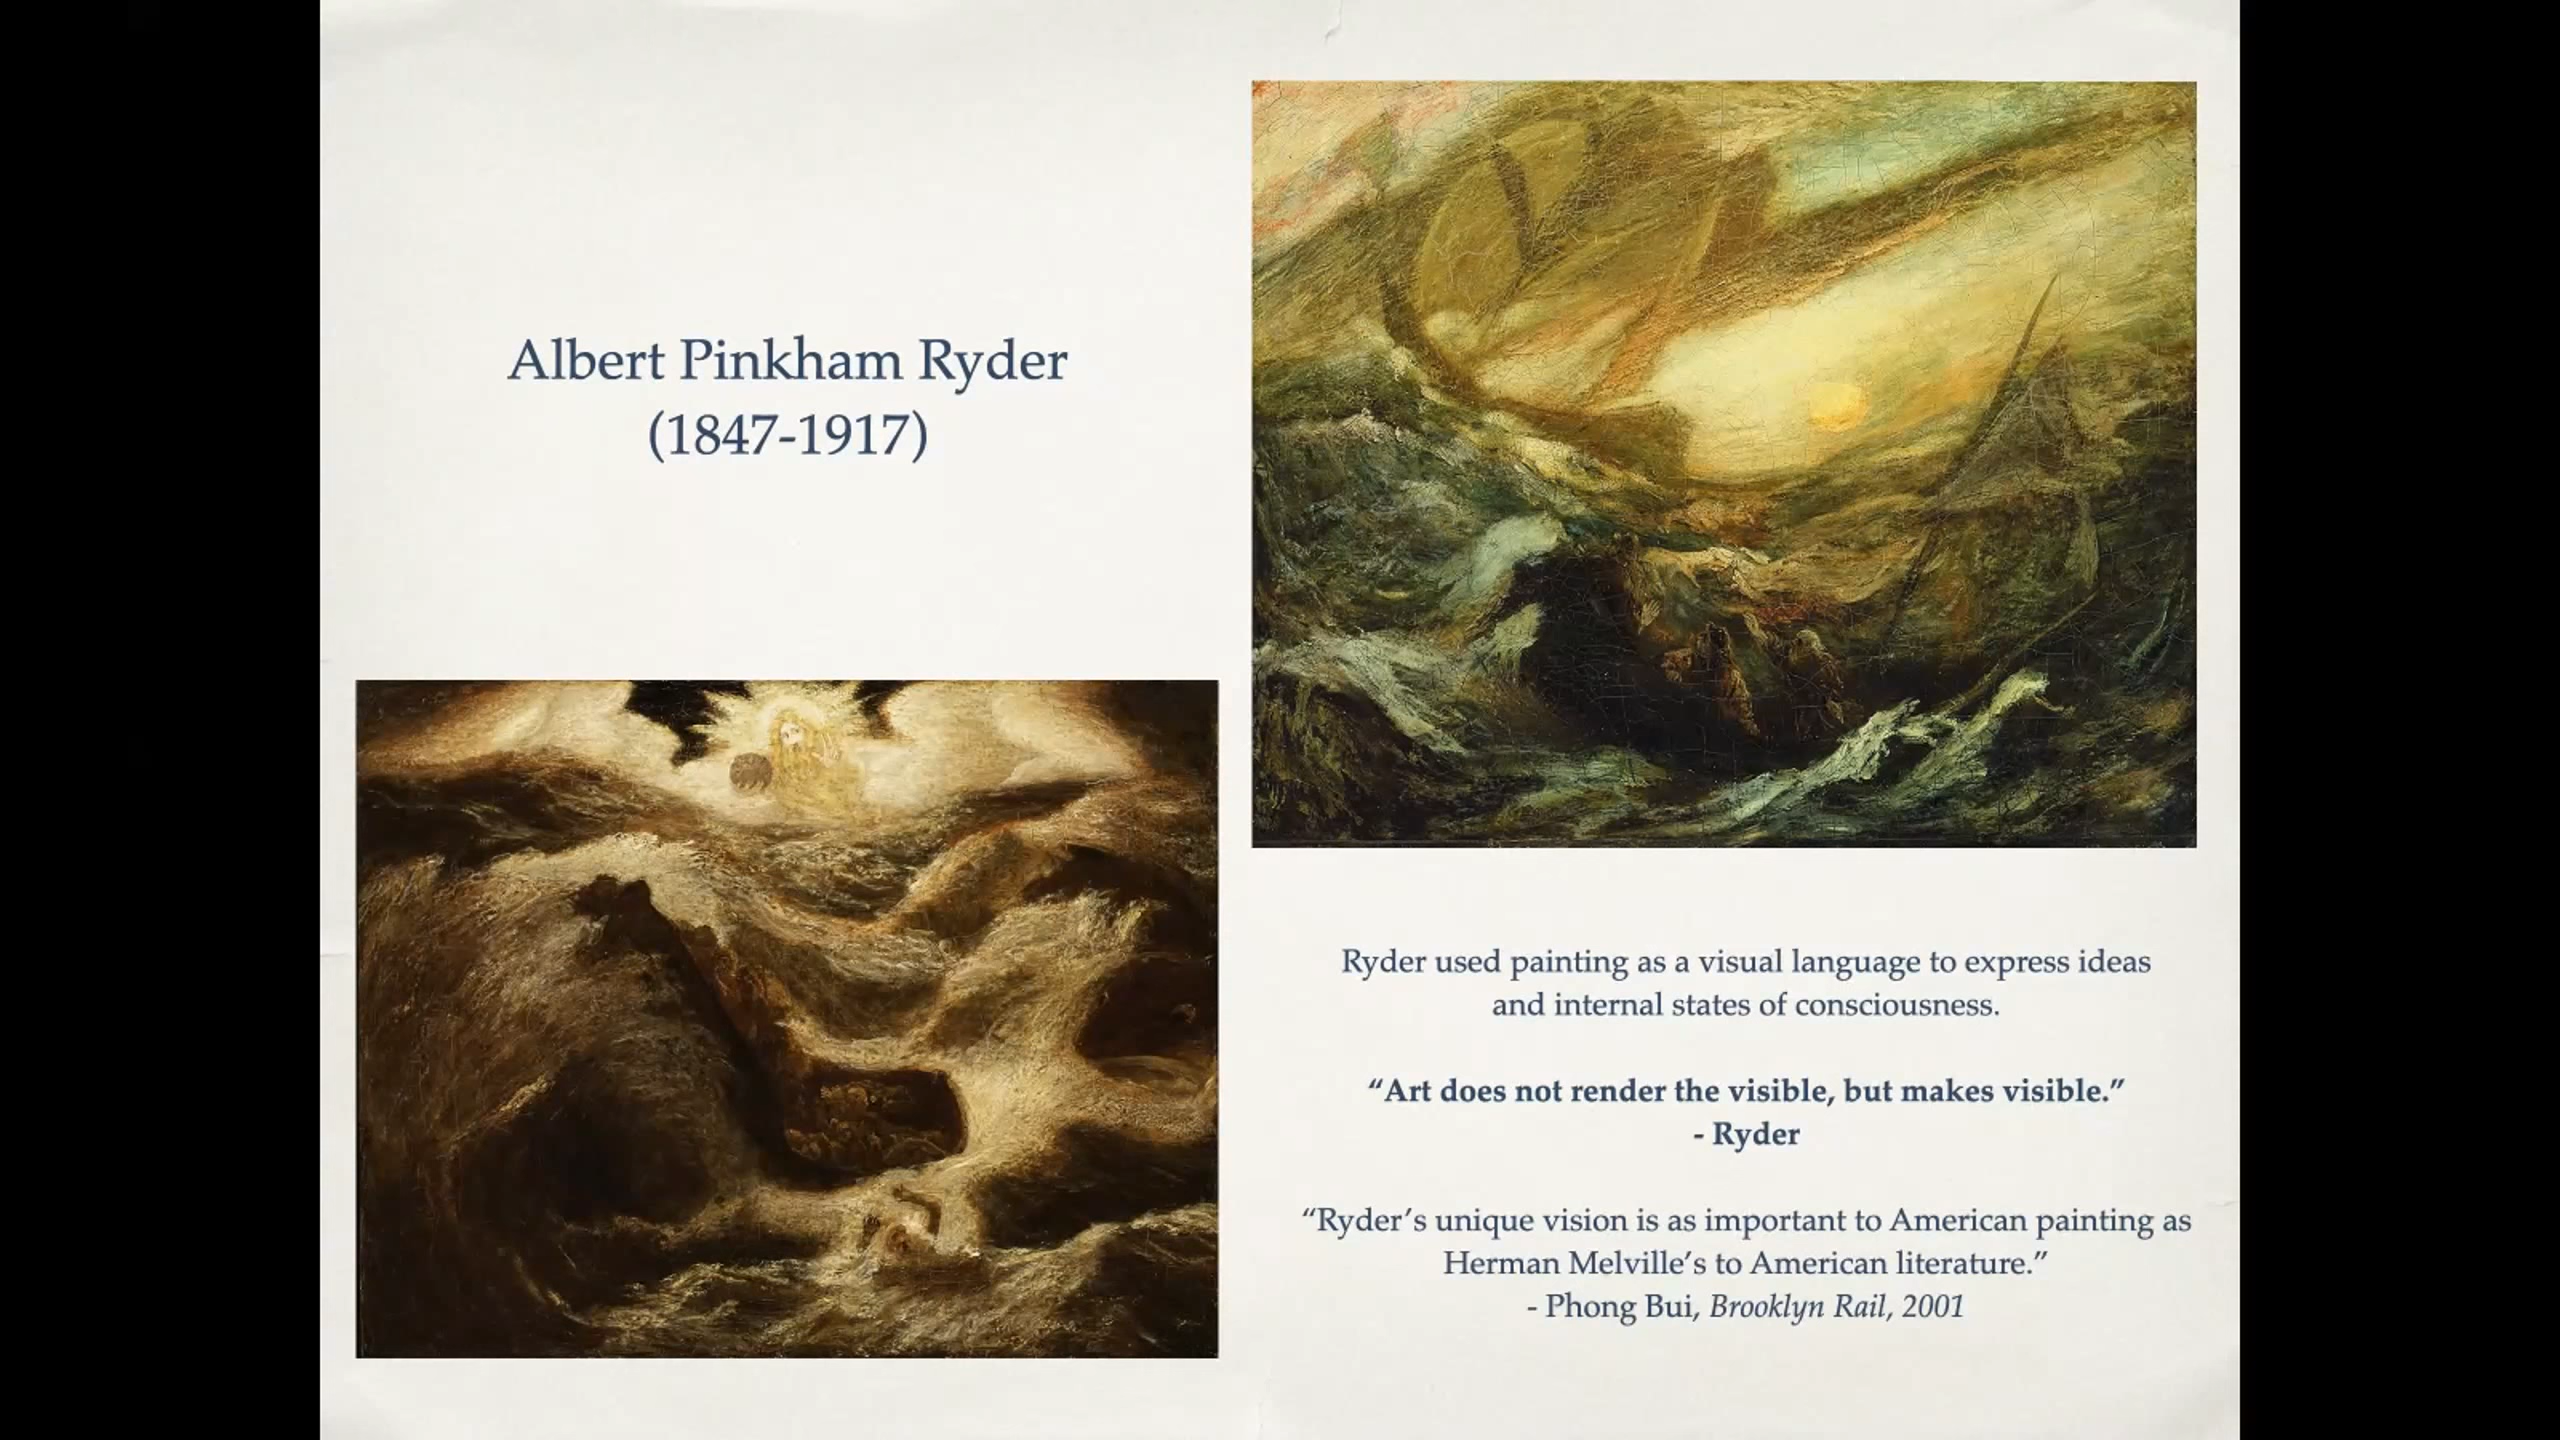 Albert Pinkham Ryder
(1847-1917)
Ryder used painting as a visual language to express ideas
and internal states of consciousness.
“Art does not render the visible, but makes visible.”
- Ryder
“Ryder’s unique vision is as important to American painting as
Herman Melville’s to American literature.”
- Phong Bui, Brooklyn Rail, 2001